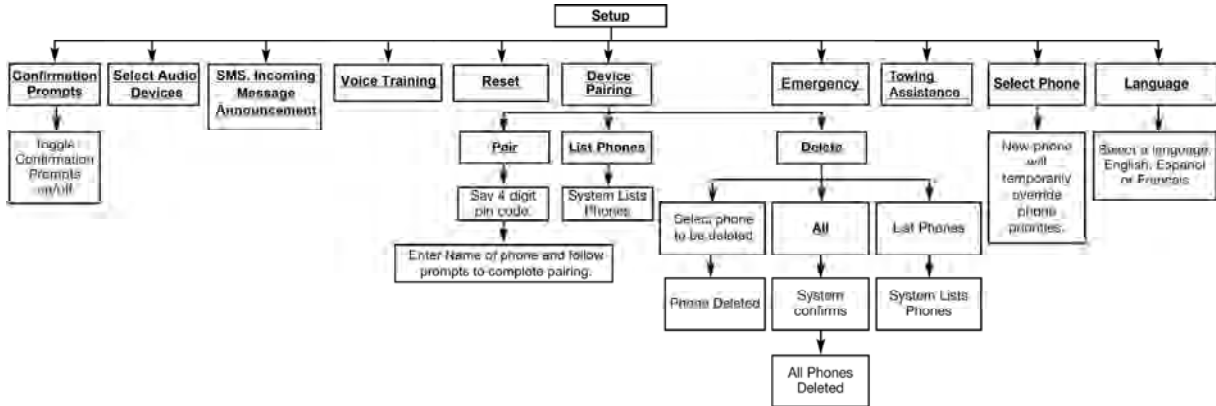 Setup
Confirmation
Prompts
Select Audio
Devices
SMS, Incoming
Message
Announcement
Voice Training
Reset
Device
Pairing
Emergency
Towing
Assistance
Select Phone
Language
Toggle
Confirmation
Prompts
on/off
Pair
List Phones
Delete
New phone
will
temporarily
override
phone
priorities.
Select a language,
English, Espanol
or Francais
Say 4 digit
pin code.
System Lists
Phones
Select phone
to be deleted
All
List Phones
Enter Name of phone and follow
prompts to complete pairing.
Phone Deleted
System
confirms
System Lists
Phones
All Phones
Deleted